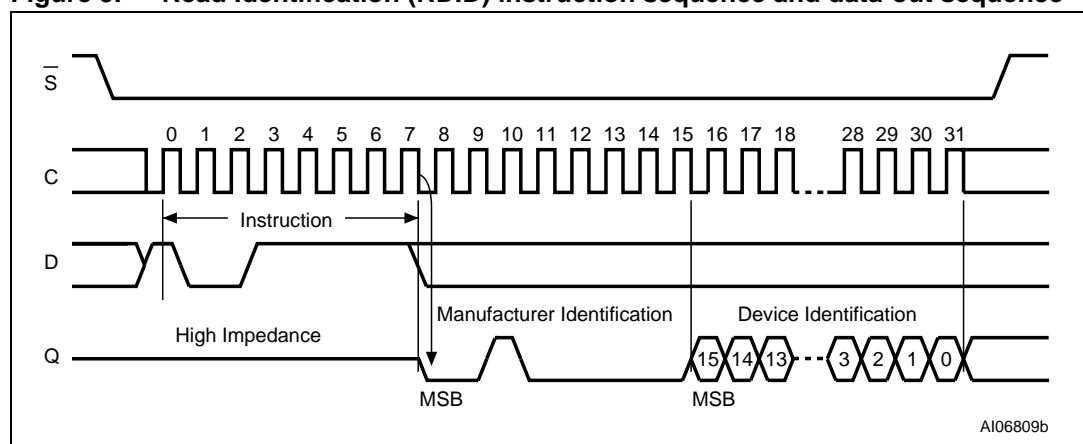 Figure 9. Read Identification (RDID) instruction sequence and data-out sequence
S
0 1 2 3 4 5 6 7 8 9 10 11 12 13 14 15 16 17 18 28 29 30 31
C
Instruction
D
Manufacturer Identification Device Identification
High Impedance
Q
15 14 13 3 2 1 0
MSB MSB
AI06809b